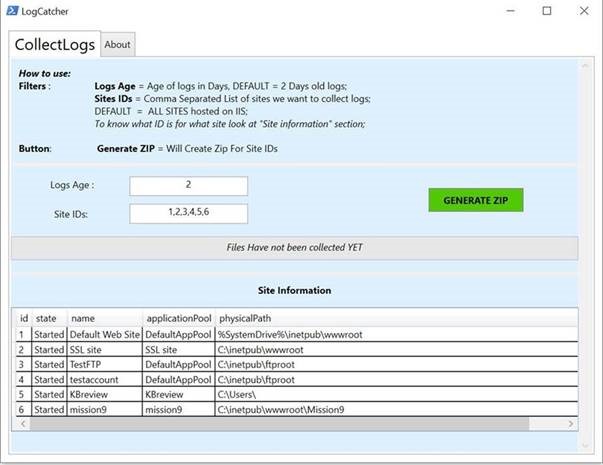 LogCatcher
CollectLogs About
How to use:
Filters : Logs Age = Age of logs in Days, DEFAULT = 2 Days old logs;
Sites IDs = Comma Separated List of sites we want to collect logs;
DEFAULT = ALL SITES hosted on IIS;
To know what ID is for what site look at "Site information" section;
Button: Generate ZIP = Will Create Zip For Site IDs
Logs Age : 2
GENERATE ZIP
Site IDs: 1,2,3,4,5,6
Files Have not been collected YET
Site Information
id state name applicationPool physicalPath
1 Started Default Web Site DefaultAppPool %SystemDrive%\inetpub\wwwroot
2 Started SSL site SSL site C:\inetpub\wwwroot
3 Started TestFTP DefaultAppPool C:\inetpub\ftproot
4 Started testaccount DefaultAppPool C:\inetpub\ftproot
5 Started KBreview KBreview C:\Users\
6 Started mission9 mission9 C:\inetpub\wwwroot\Mission9